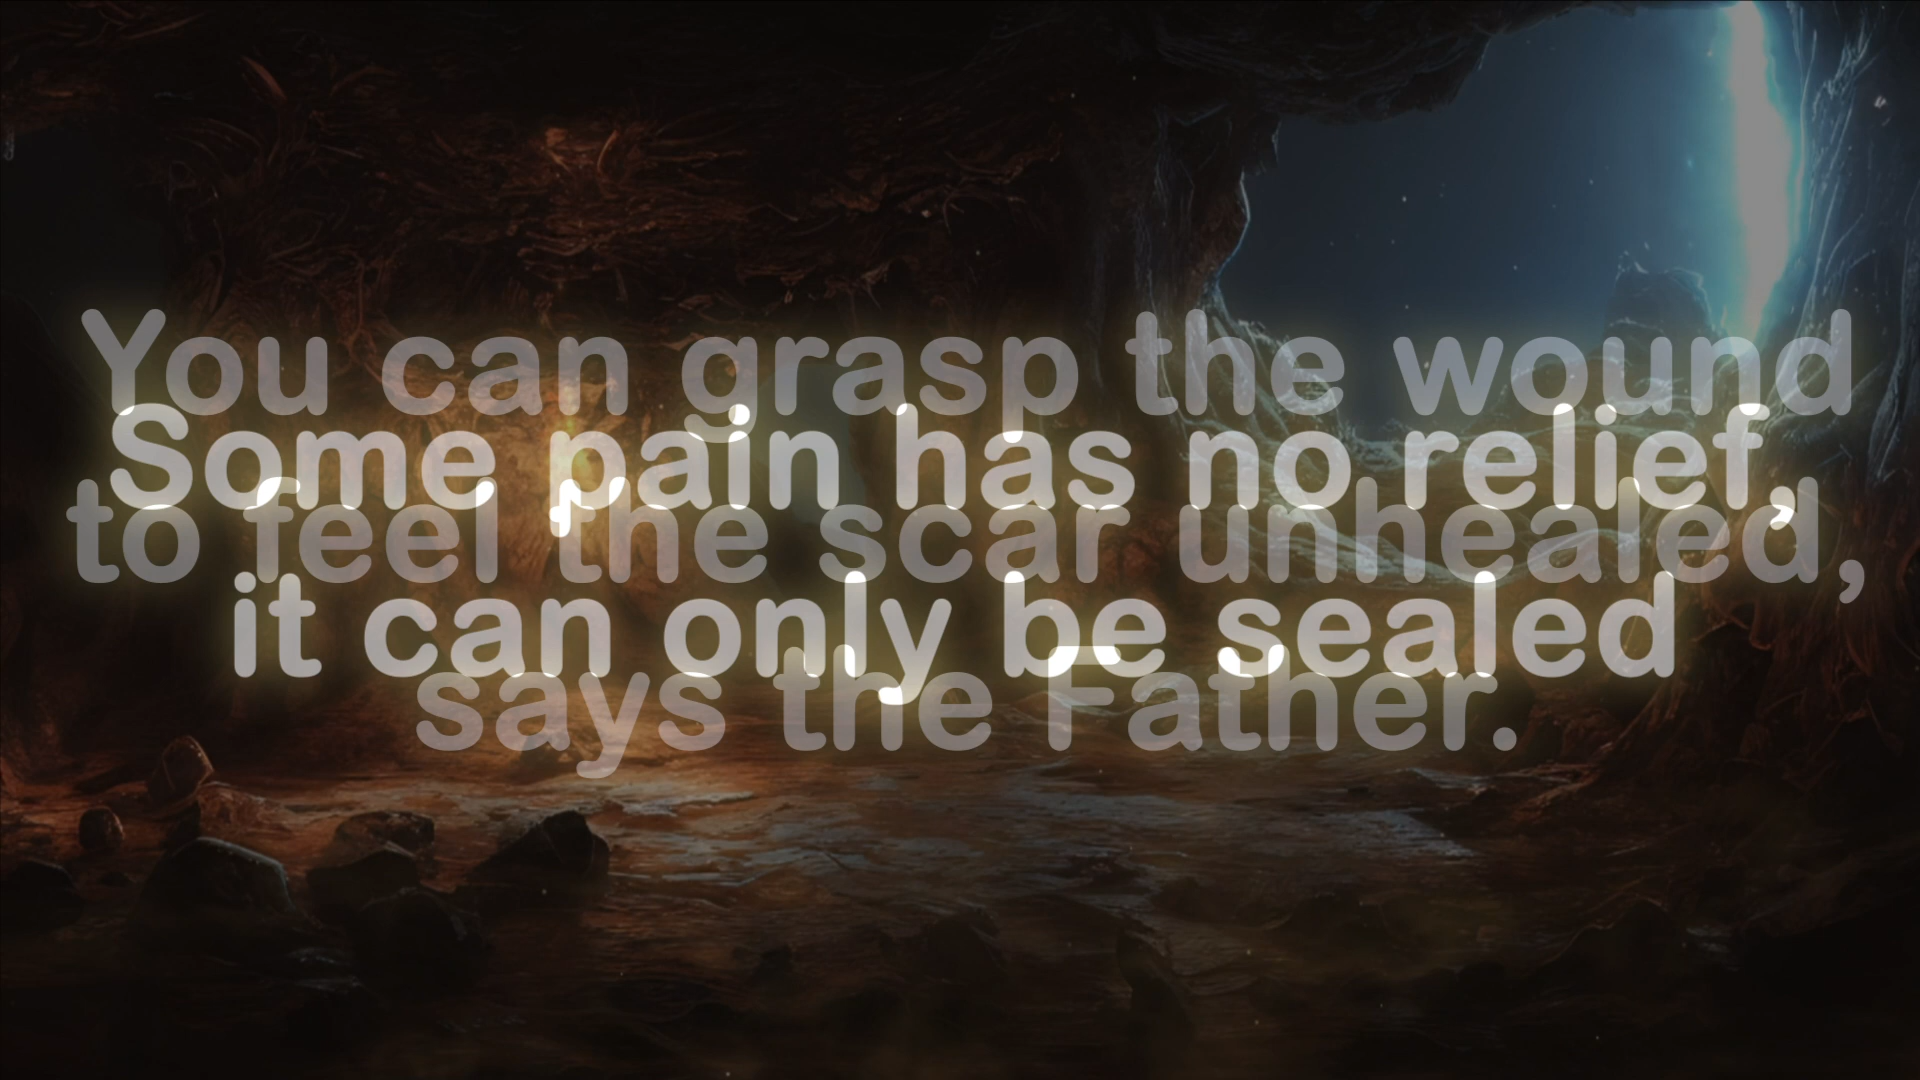 You can grasp the wound
to feel the scar unhealed,
says the Father.
Some pain has no relief,
it can only be sealed